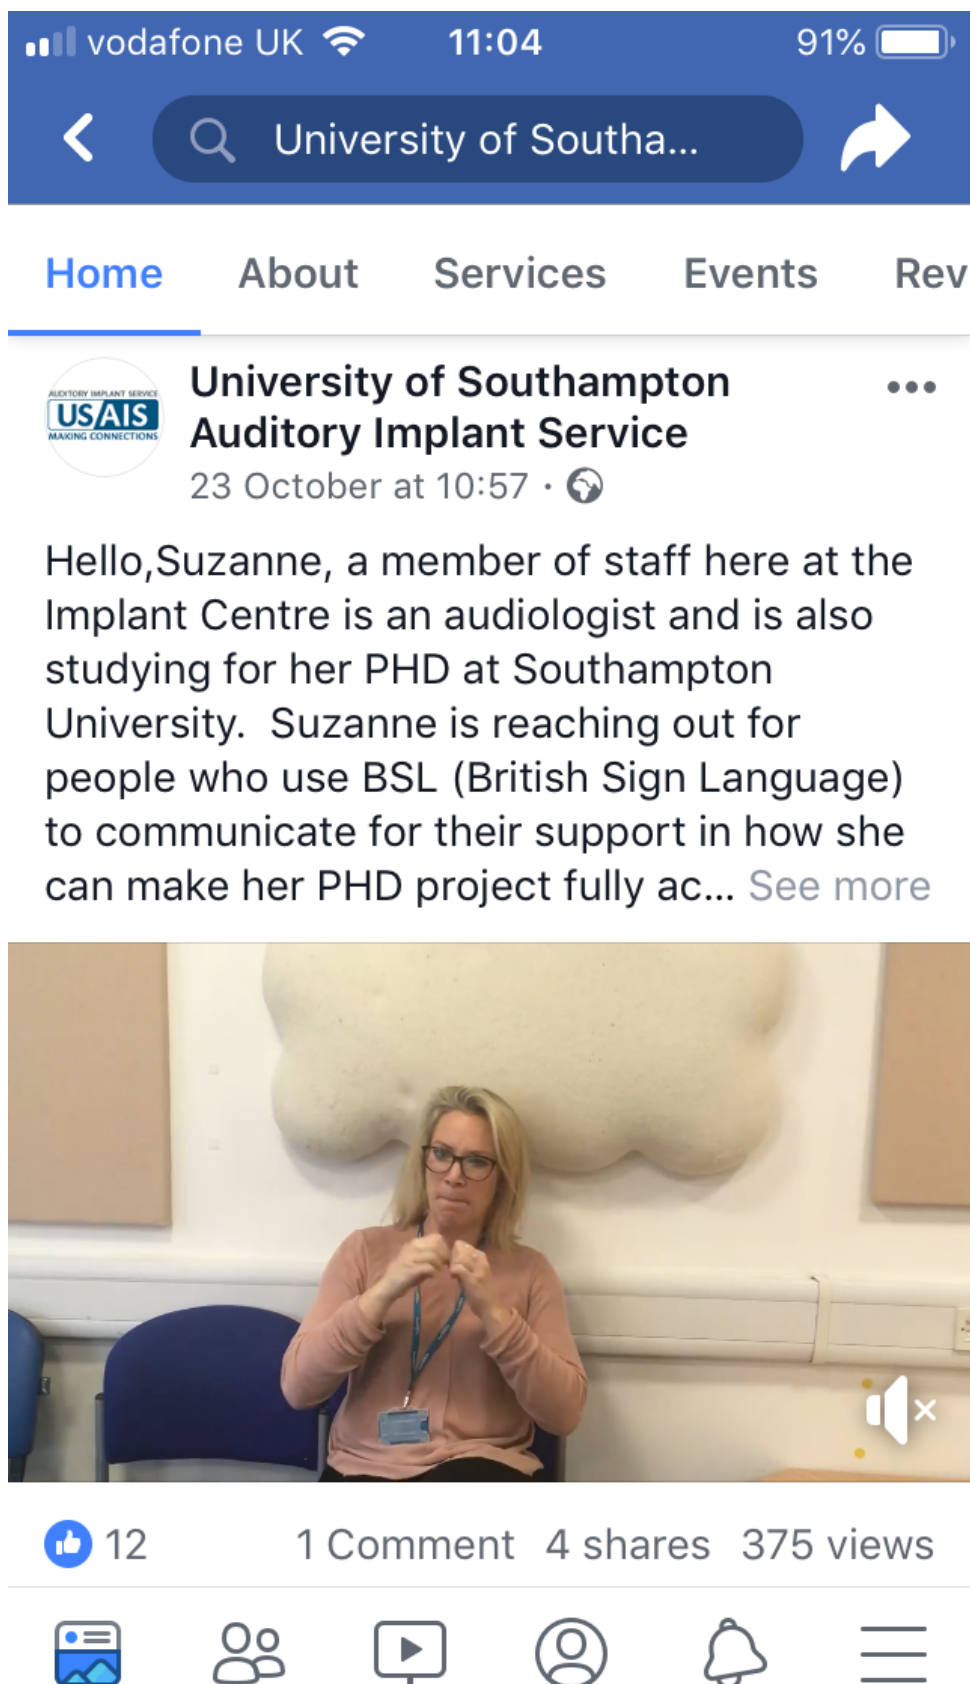 vodafone UK 11:04 91%
University of Southa...
Home About Services Events Rev
AUDITORY IMPLANT SERVICE
USAIS
MAKING CONNECTIONS
University of Southampton
Auditory Implant Service
23 October at 10:57 ·
Hello,Suzanne, a member of staff here at the
Implant Centre is an audiologist and is also
studying for her PHD at Southampton
University.  Suzanne is reaching out for
people who use BSL (British Sign Language)
to communicate for their support in how she
can make her PHD project fully ac... See more
12 1 Comment 4 shares 375 views